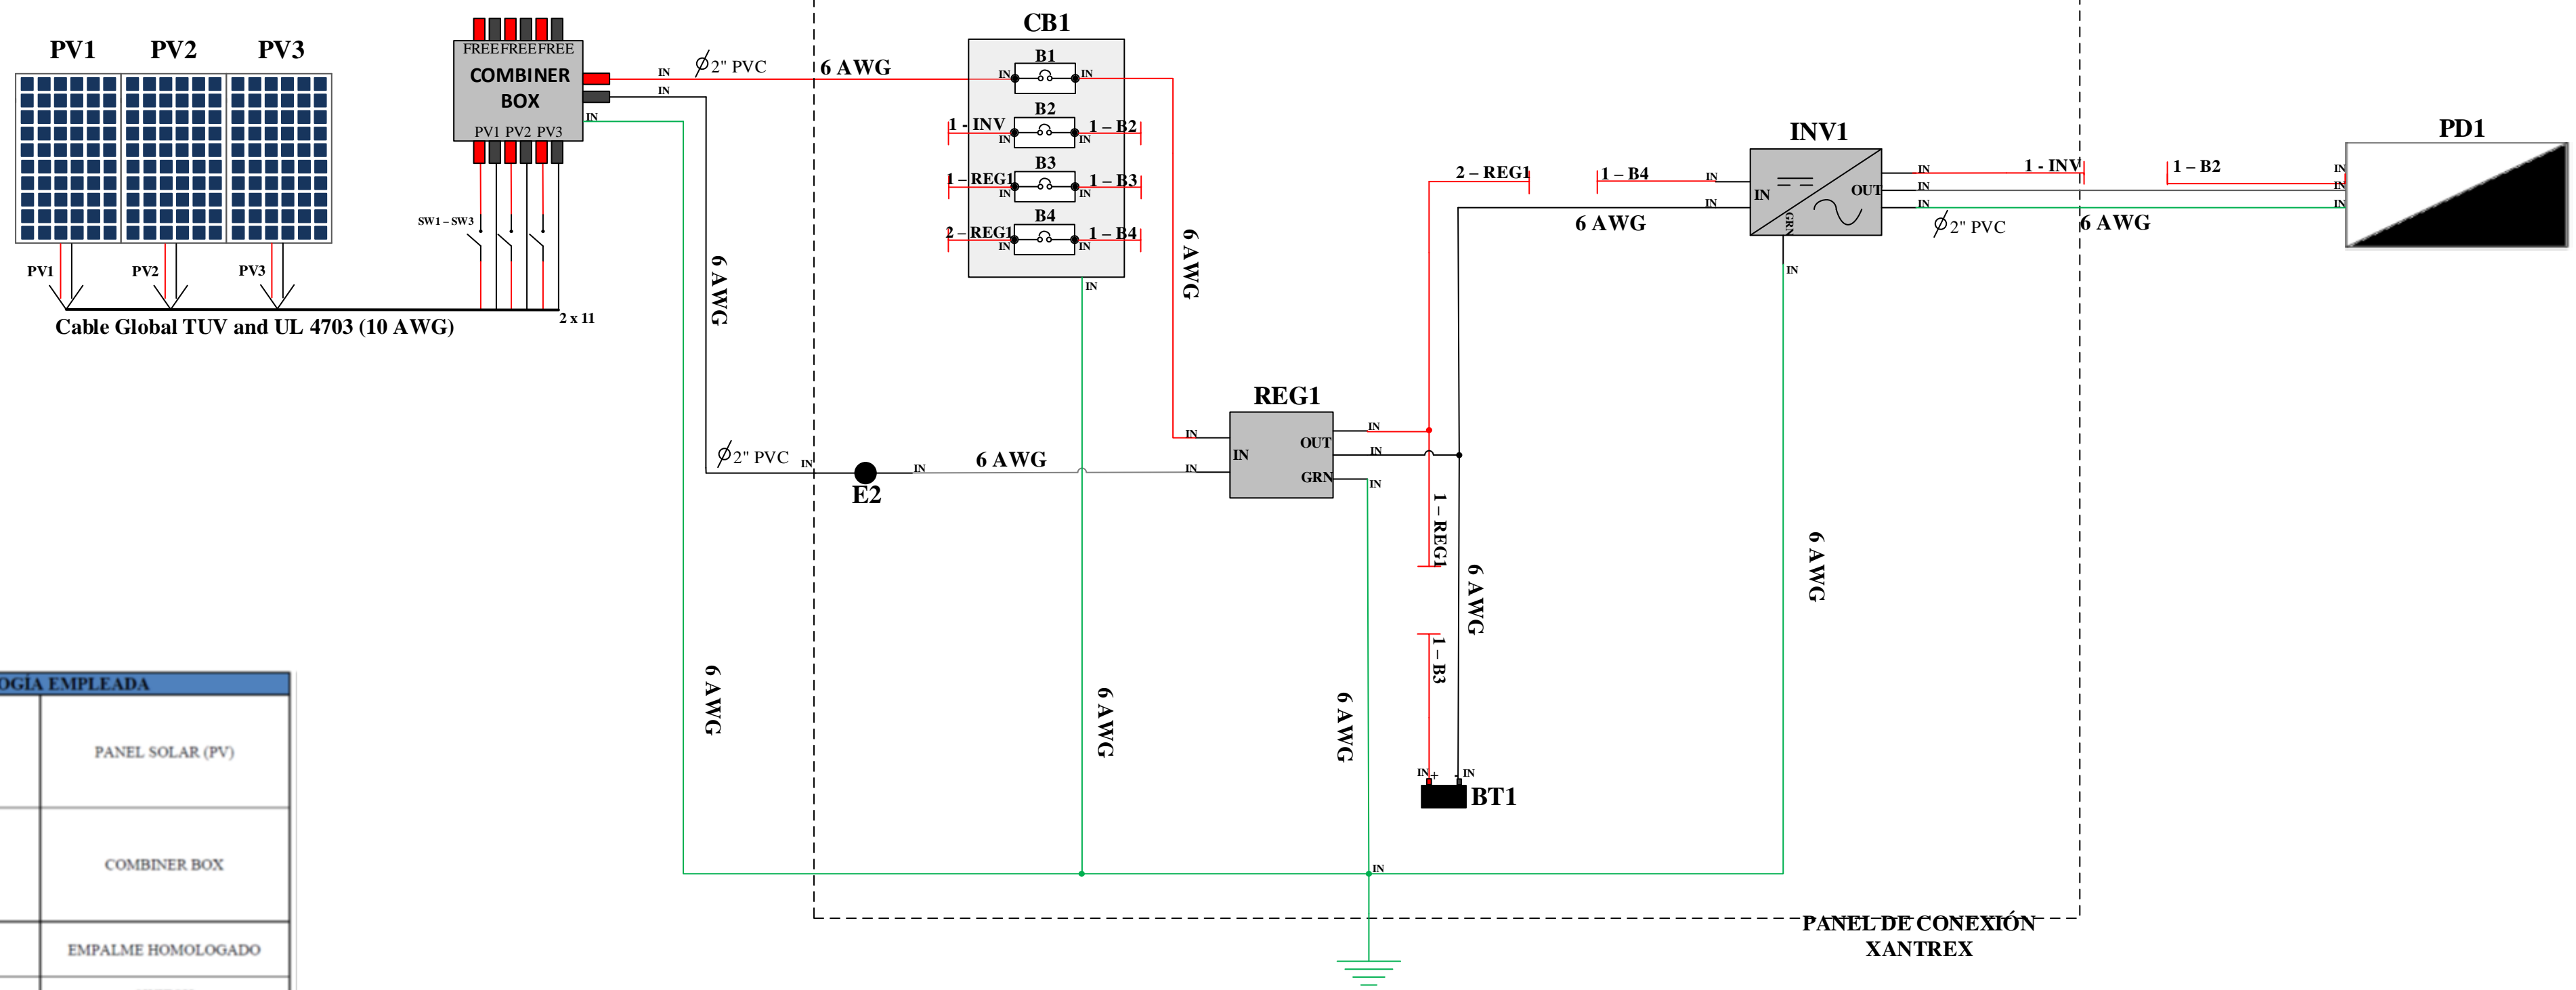 PV1
PV2
PV3
FREE FREE FREE
COMBINER
BOX
PV1 PV2 PV3
IN
IN
IN
∅ 2" PVC
6 AWG
SW1 – SW3
PV1
PV2
PV3
2 x 11
Cable Global TUV and UL 4703 (10 AWG)
6 AWG
6 AWG
∅ 2" PVC
IN
E2
IN
6 AWG
CB1
B1
IN
IN
B2
1 - INV
IN
1 – B2
IN
B3
1 – REG1
IN
1 – B3
IN
B4
2 – REG1
IN
1 – B4
IN
IN
6 AWG
6 AWG
REG1
IN
IN
IN
OUT
GRN
IN
IN
IN
6 AWG
2 – REG1
1 – REG1
1 – B3
6 AWG
IN
+
-
IN
BT1
IN
1 – B4
IN
IN
6 AWG
INV1
IN
OUT
GRN
IN
IN
IN
IN
6 AWG
1 - INV
∅ 2" PVC
6 AWG
1 – B2
PD1
IN
IN
IN
PANEL DE CONEXIÓN
XANTREX
OGÍA EMPLEADA
PANEL SOLAR (PV)
COMBINER BOX
EMPALME HOMOLOGADO